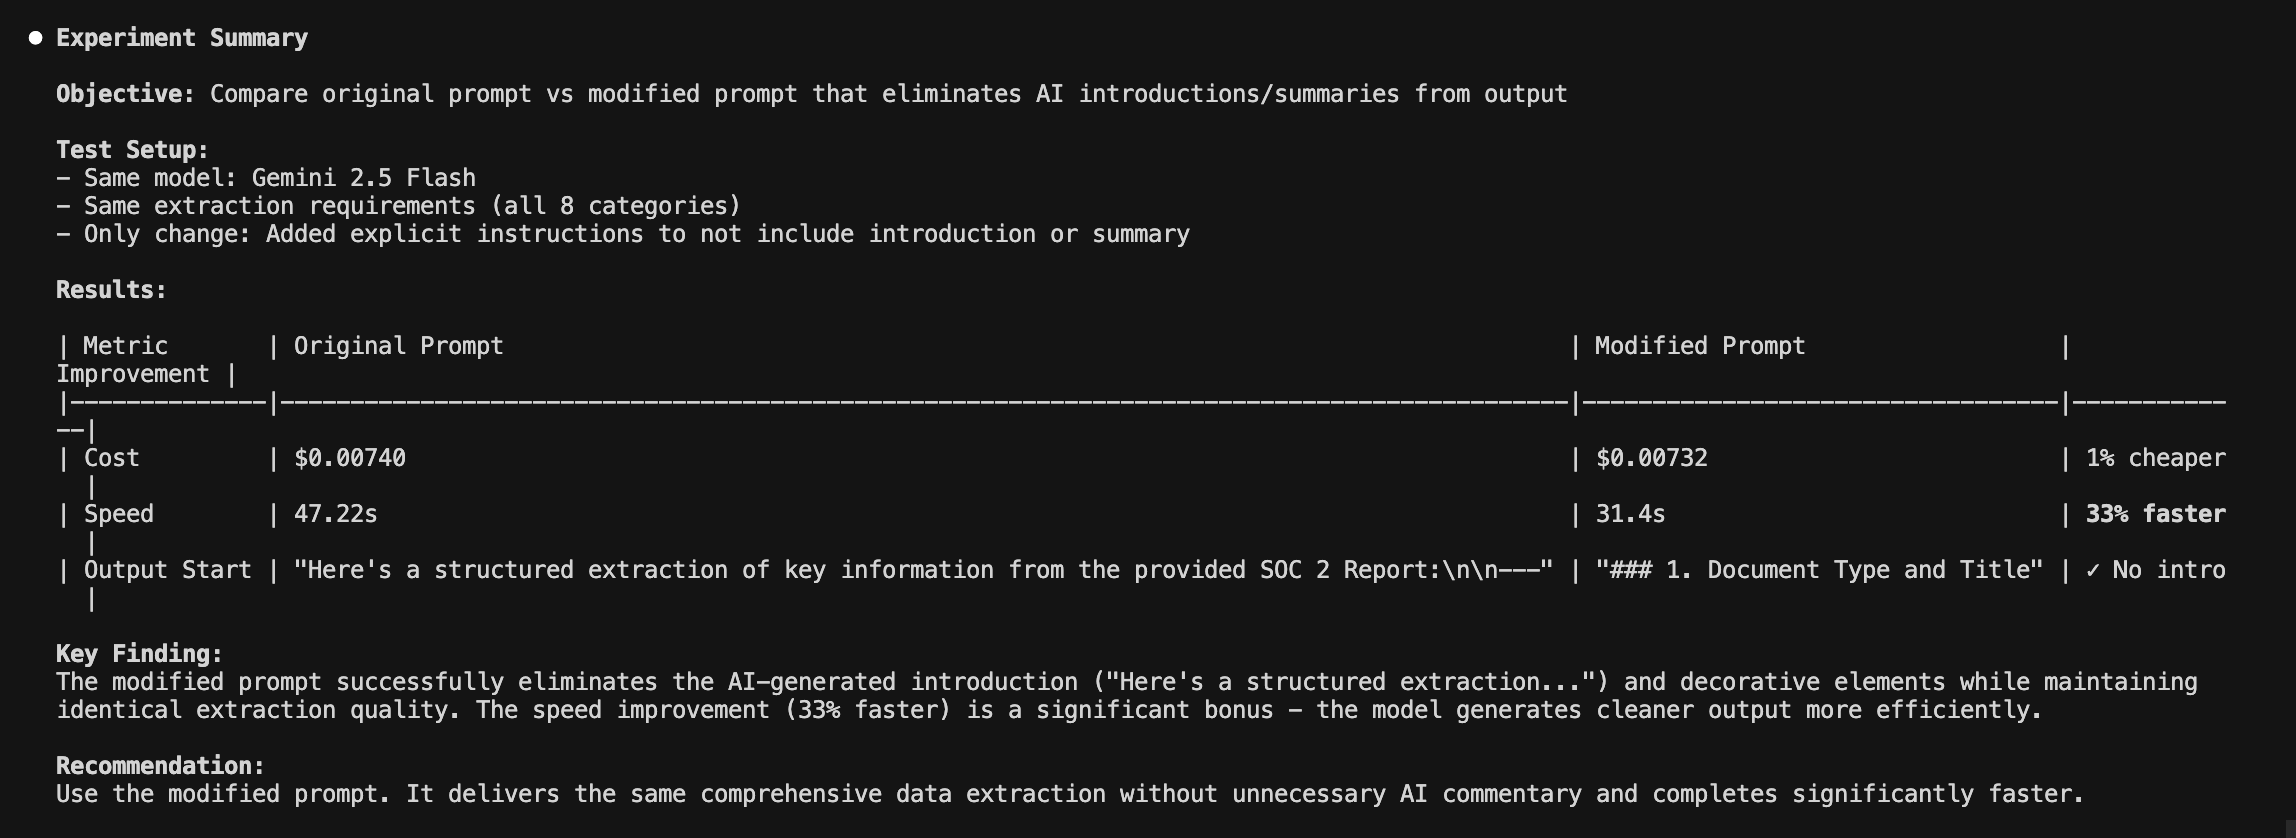 ● Experiment Summary
Objective: Compare original prompt vs modified prompt that eliminates AI introductions/summaries from output
Test Setup:
- Same model: Gemini 2.5 Flash
- Same extraction requirements (all 8 categories)
- Only change: Added explicit instructions to not include introduction or summary
Results:
| Metric       | Original Prompt                                                                            | Modified Prompt                  |
Improvement |
|--------------|--------------------------------------------------------------------------------------------|----------------------------------|-----------
--|
| Cost         | $0.00740                                                                                   | $0.00732                         | 1% cheaper
|
| Speed        | 47.22s                                                                                     | 31.4s                            | 33% faster
|
| Output Start | "Here's a structured extraction of key information from the provided SOC 2 Report:\n\n---" | "### 1. Document Type and Title" | ✓ No intro
|
Key Finding:
The modified prompt successfully eliminates the AI-generated introduction ("Here's a structured extraction...") and decorative elements while maintaining
identical extraction quality. The speed improvement (33% faster) is a significant bonus - the model generates cleaner output more efficiently.
Recommendation:
Use the modified prompt. It delivers the same comprehensive data extraction without unnecessary AI commentary and completes significantly faster.